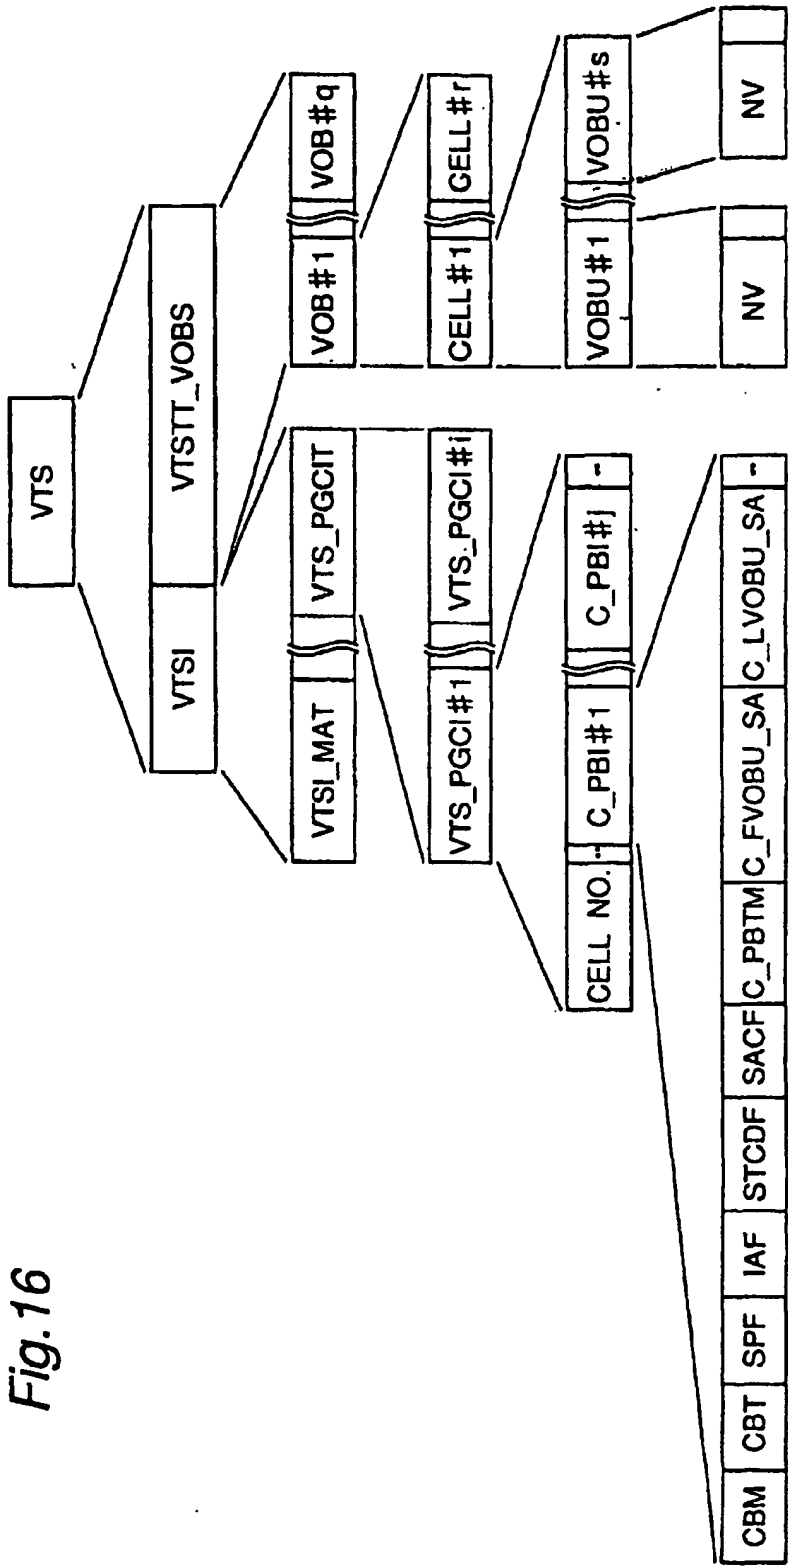 Fig.16
VTS
VTSI VTSTT_VOBS
VTSI_MAT VTS_PGCIT VOB#1 VOB#q
VTS_PGCI#1 VTS_PGCI#i CELL#1 CELL#r
CELL NO. -- C_PBI#1 C_PBI#j -- VOBU#1 VOBU#s
CBM CBT SPF IAF STCDF SACF C_PBTM C_FVOBU_SA C_LVOBU_SA -- NV NV